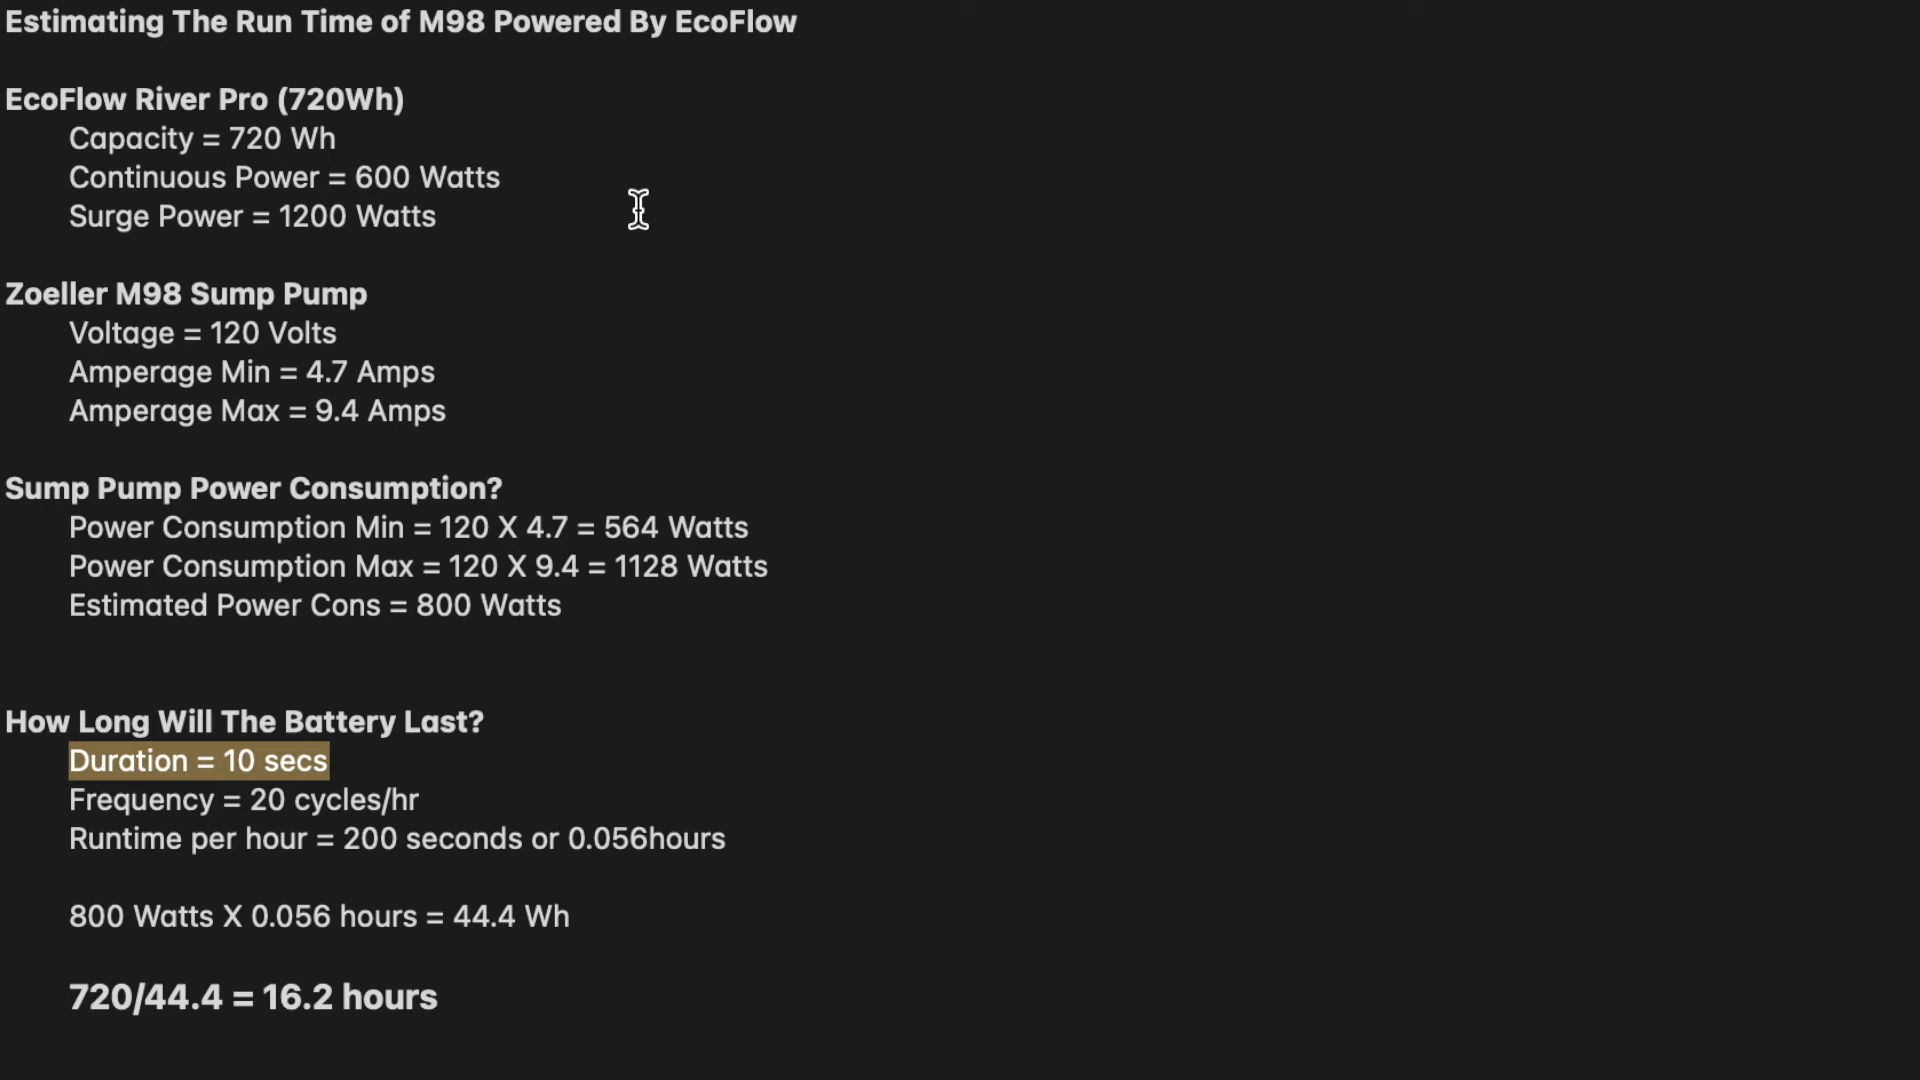 Estimating The Run Time of M98 Powered By EcoFlow
EcoFlow River Pro (720Wh)
Capacity = 720 Wh
Continuous Power = 600 Watts
Surge Power = 1200 Watts
Zoeller M98 Sump Pump
Voltage = 120 Volts
Amperage Min = 4.7 Amps
Amperage Max = 9.4 Amps
Sump Pump Power Consumption?
Power Consumption Min = 120 X 4.7 = 564 Watts
Power Consumption Max = 120 X 9.4 = 1128 Watts
Estimated Power Cons = 800 Watts
How Long Will The Battery Last?
Duration = 10 secs
Frequency = 20 cycles/hr
Runtime per hour = 200 seconds or 0.056hours
800 Watts X 0.056 hours = 44.4 Wh
720/44.4 = 16.2 hours